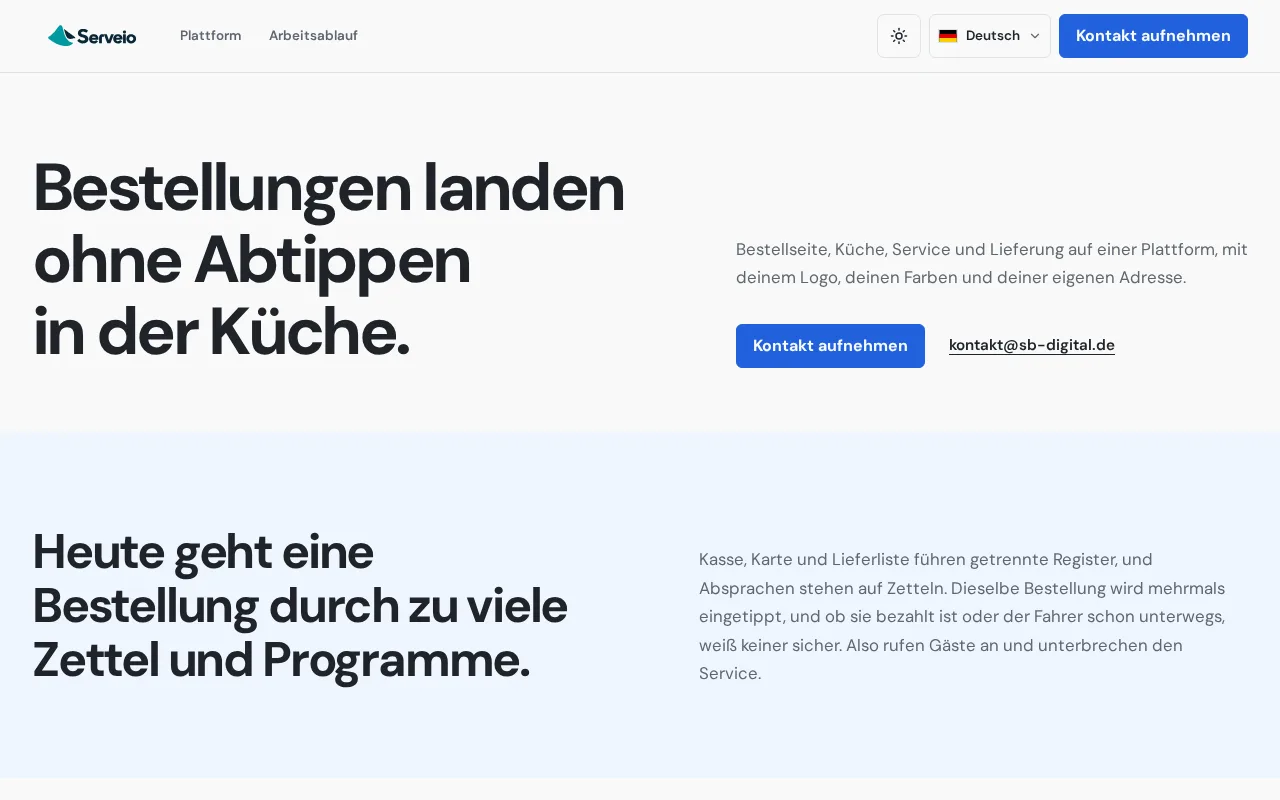 Serveio
Plattform
Arbeitsablauf
Deutsch
Kontakt aufnehmen
Bestellungen landen
ohne Abtippen
in der Küche.
Bestellseite, Küche, Service und Lieferung auf einer Plattform, mit
deinem Logo, deinen Farben und deiner eigenen Adresse.
Kontakt aufnehmen
kontakt@sb-digital.de
Heute geht eine
Bestellung durch zu viele
Zettel und Programme.
Kasse, Karte und Lieferliste führen getrennte Register, und
Absprachen stehen auf Zetteln. Dieselbe Bestellung wird mehrmals
eingetippt, und ob sie bezahlt ist oder der Fahrer schon unterwegs,
weiß keiner sicher. Also rufen Gäste an und unterbrechen den
Service.